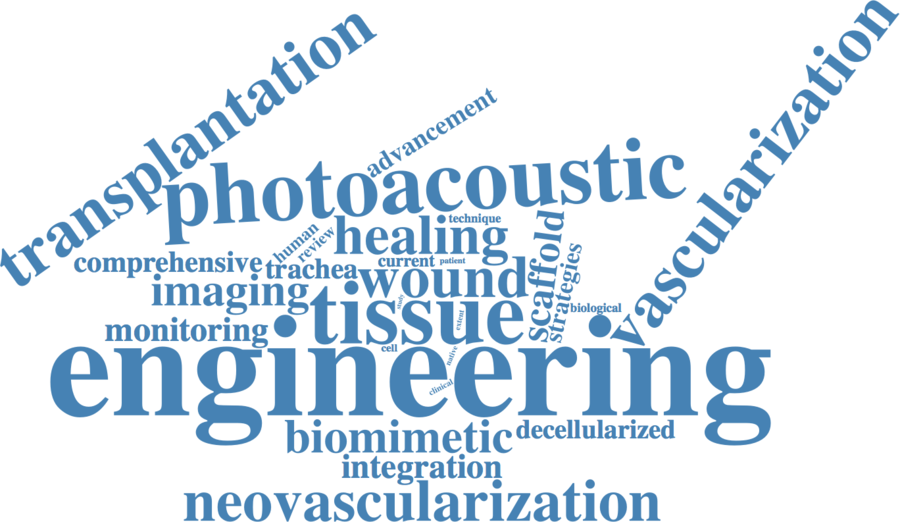 transplantation
vascularization
advancement
photoacoustic
technique
healing
human
review
scaffold
comprehensive
trachea
current
patient
strategies
wound
imaging
study
tissue
biological
extent
monitoring
cell
native
engineering
clinical
biomimetic
decellularized
integration
neovascularization